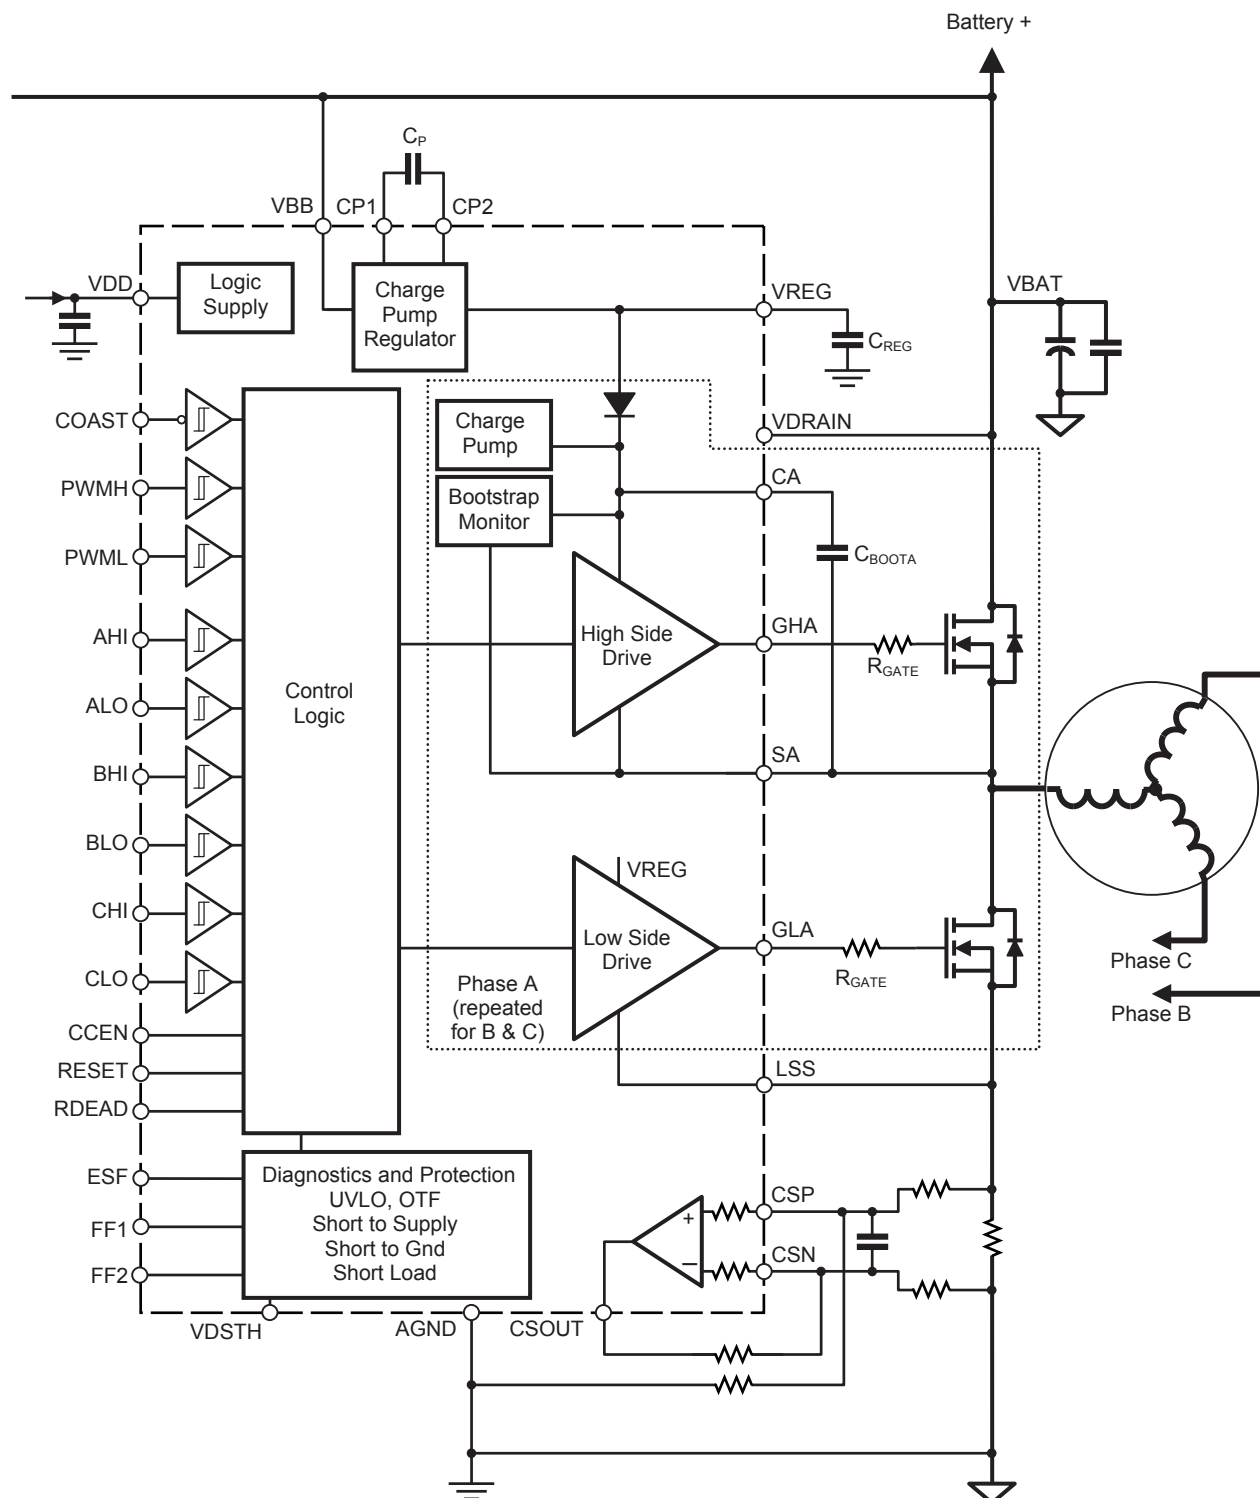 Battery +
CP
VBB
CP1
CP2
VDD
Logic
Supply
Charge
Pump
Regulator
VREG
CREG
VBAT
COAST
Charge
Pump
VDRAIN
PWMH
Bootstrap
Monitor
CA
PWML
CBOOTA
AHI
High Side
Drive
GHA
RGATE
ALO
Control
Logic
BHI
SA
BLO
VREG
CHI
Low Side
Drive
GLA
RGATE
CLO
Phase A
(repeated
for B & C)
Phase C
Phase B
CCEN
RESET
LSS
RDEAD
ESF
FF1
FF2
Diagnostics and Protection
UVLO, OTF
Short to Supply
Short to Gnd
Short Load
+
–
CSP
CSN
VDSTH
AGND
CSOUT